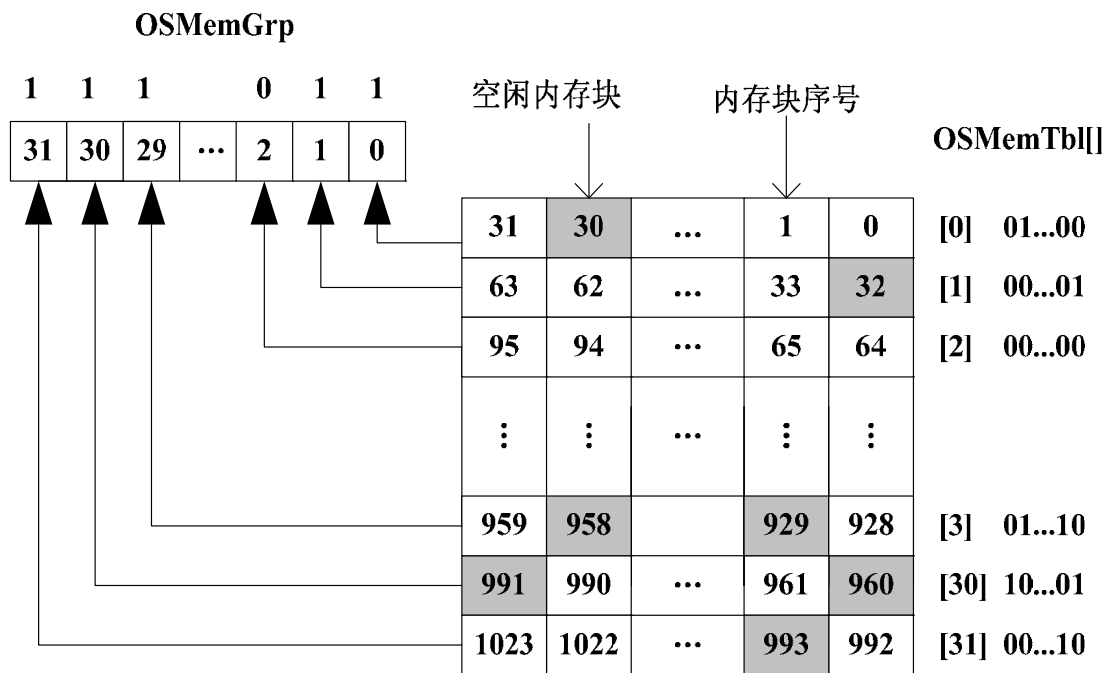 OSMemGrp
1 1 1 0 1 1
31 30 29 ... 2 1 0
空闲内存块 内存块序号
OSMemTbl[]
31 30 ... 1 0 [0] 01...00
63 62 ... 33 32 [1] 00...01
95 94 ... 65 64 [2] 00...00
⋮ ⋮ ... ⋮ ⋮
959 958 929 928 [3] 01...10
991 990 ... 961 960 [30] 10...01
1023 1022 ... 993 992 [31] 00...10